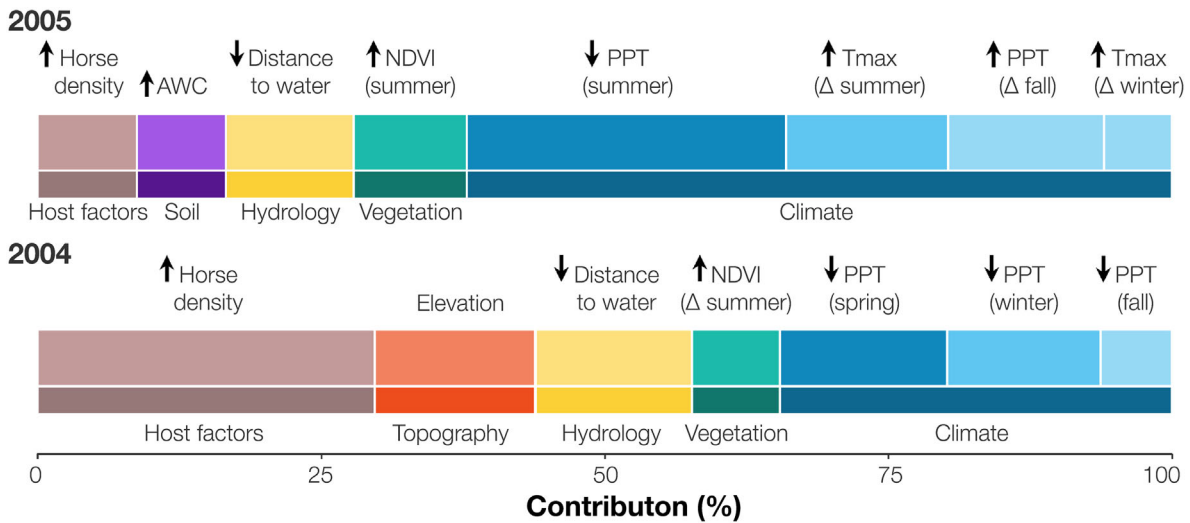 2005
Horse
density
AWC
Distance
to water
NDVI
(summer)
PPT
(summer)
Tmax
(Δ summer)
PPT
(Δ fall)
Tmax
(Δ winter)
Host factors
Soil
Hydrology
Vegetation
Climate
2004
Horse
density
Elevation
Distance
to water
NDVI
(Δ summer)
PPT
(spring)
PPT
(winter)
PPT
(fall)
Host factors
Topography
Hydrology
Vegetation
Climate
0
25
50
75
100
Contributon (%)